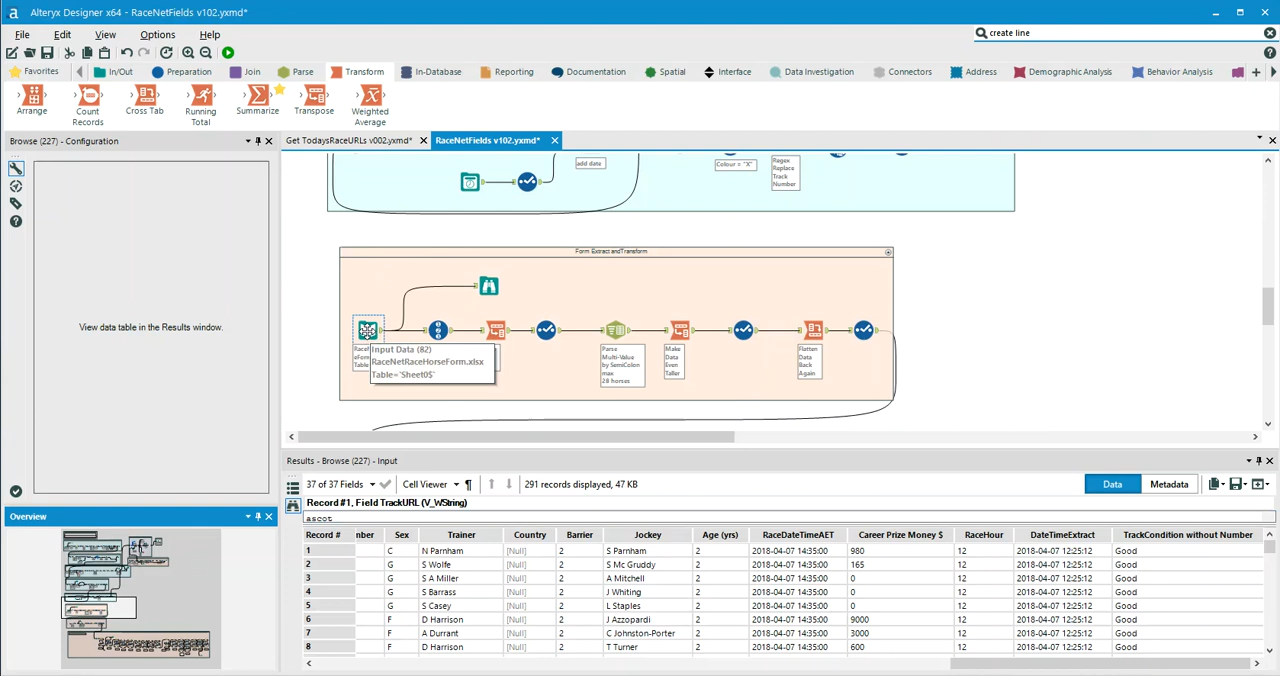 Alteryx Designer x64 - RaceNetFields v102.yxmd*
File Edit View Options Help
create line
Favorites In/Out Preparation Join Parse Transform In-Database Reporting Documentation Spatial Interface Data Investigation Connectors Address Demographic Analysis Behavior Analysis
Arrange
Count
Records
Cross Tab
Running
Total
Summarize
Transpose
Weighted
Average
Browse (227) - Configuration
Get TodaysRaceURLs v002.yxmd*
RaceNetFields v102.yxmd*
View data table in the Results window.
add date
Colour = "X"
Regex
Replace
Track
Number
Form Extract and Transform
Input Data (82)
RaceNetRaceHorseForm.xlsx
Table=`Sheet0$`
Parse
Multi-Value
by SemiColon
max
28 horses
Make
Data
Even
Taller
Flatten
Data
Back
Again
Overview
Results - Browse (227) - Input
37 of 37 Fields
Cell Viewer
291 records displayed, 47 KB
Data
Metadata
Record #1, Field TrackURL (V_WString)
ascot
Record # nber Sex Trainer Country Barrier Jockey Age (yrs) RaceDateTimeAET Career Prize Money $ RaceHour DateTimeExtract TrackCondition without Number
1 C N Parnham [Null] 2 S Parnham 2 2018-04-07 14:35:00 980 12 2018-04-07 12:25:12 Good
2 G S Wolfe [Null] 2 S Mc Gruddy 2 2018-04-07 14:35:00 165 12 2018-04-07 12:25:12 Good
3 G S A Miller [Null] 2 A Mitchell 2 2018-04-07 14:35:00 0 12 2018-04-07 12:25:12 Good
4 G S Barrass [Null] 2 J Whiting 2 2018-04-07 14:35:00 0 12 2018-04-07 12:25:12 Good
5 G S Casey [Null] 2 L Staples 2 2018-04-07 14:35:00 0 12 2018-04-07 12:25:12 Good
6 F D Harrison [Null] 2 J Azzopardi 2 2018-04-07 14:35:00 9000 12 2018-04-07 12:25:12 Good
7 F A Durrant [Null] 2 C Johnston-Porter 2 2018-04-07 14:35:00 3000 12 2018-04-07 12:25:12 Good
8 F D Harrison [Null] 2 T Turner 2 2018-04-07 14:35:00 600 12 2018-04-07 12:25:12 Good